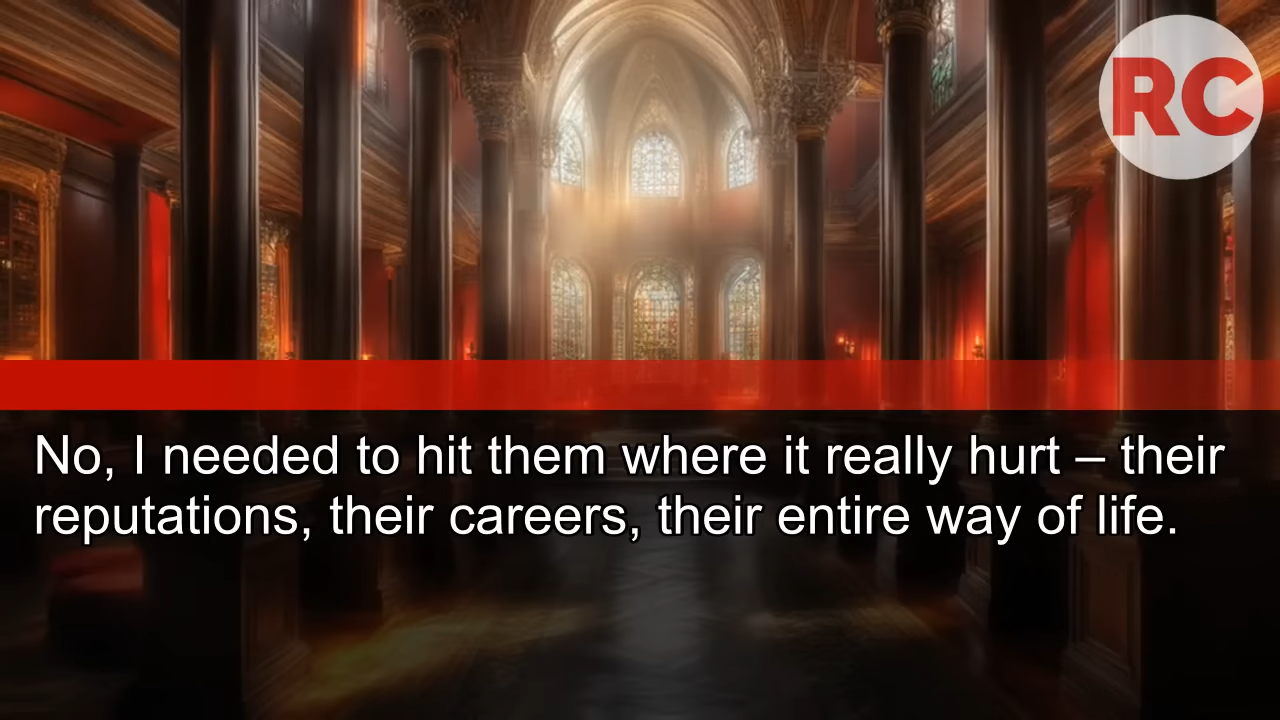 RC
No, I needed to hit them where it really hurt – their
reputations, their careers, their entire way of life.